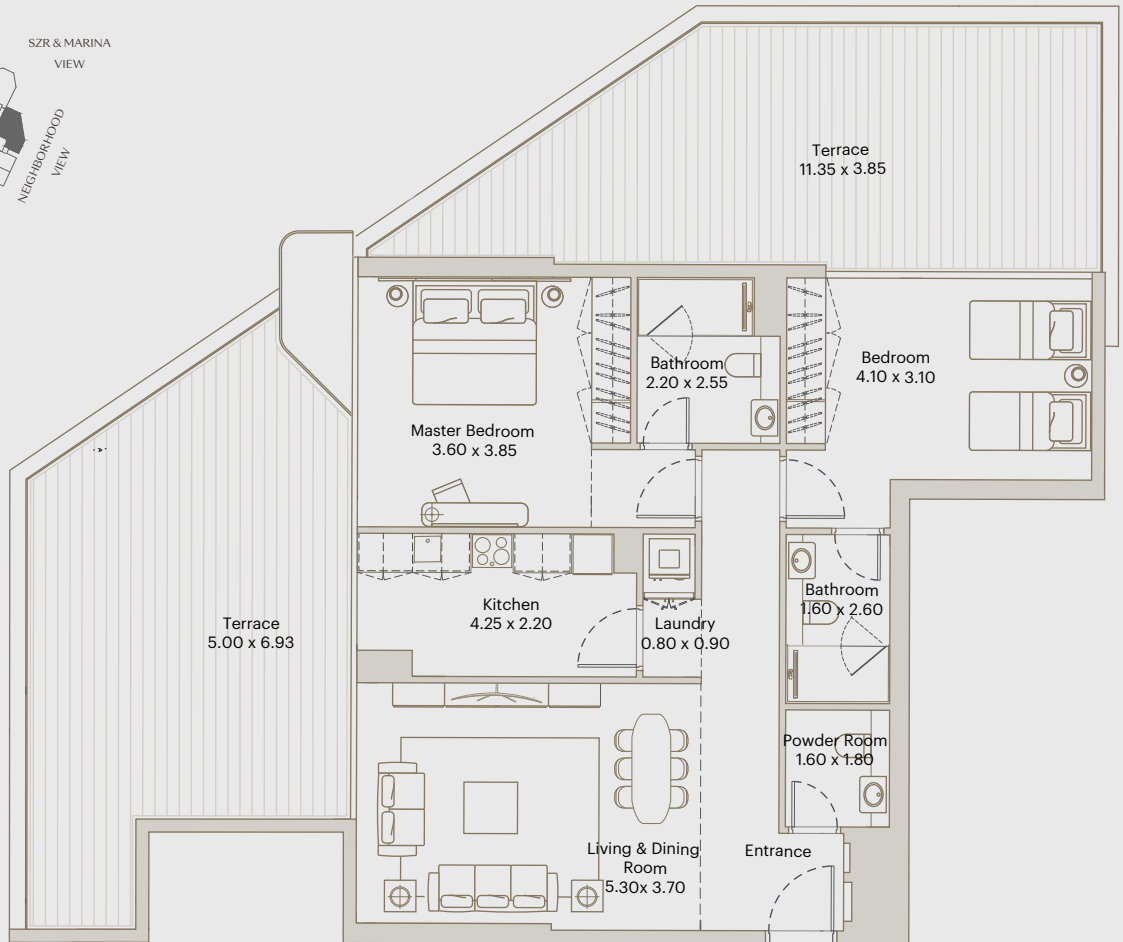 SZR & MARINA
VIEW
NEIGHBORHOOD
VIEW
Terrace
11.35 x 3.85
Bathroom
2.20 x 2.55
Bedroom
4.10 x 3.10
Master Bedroom
3.60 x 3.85
Kitchen
4.25 x 2.20
Laundry
0.80 x 0.90
Bathroom
1.60 x 2.60
Terrace
5.00 x 6.93
Powder Room
1.60 x 1.80
Living & Dining
Room
5.30x 3.70
Entrance